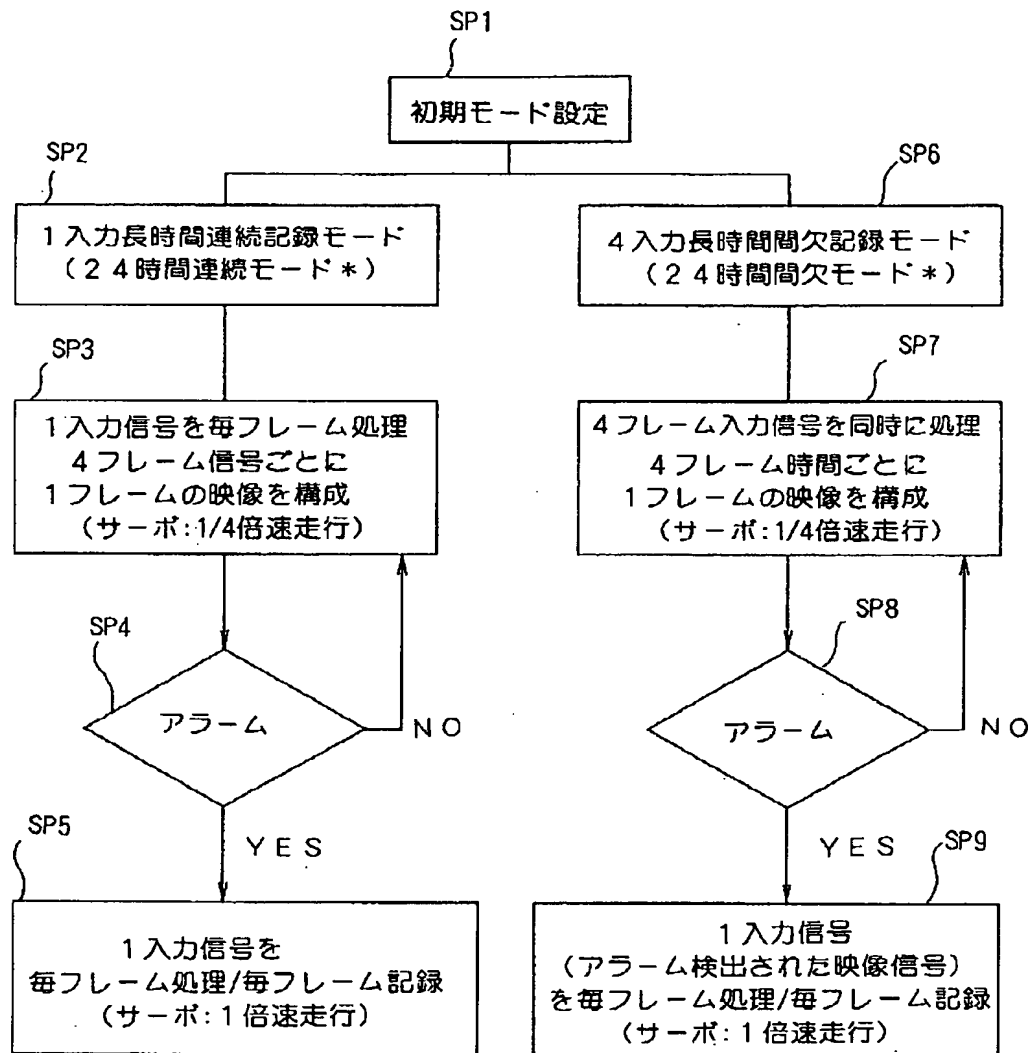 SP1
初期モード設定
SP2
1入力長時間連続記録モード
(24時間連続モード*)
SP3
1入力信号を毎フレーム処理
4フレーム信号ごとに
1フレームの映像を構成
(サーボ:1/4倍速走行)
SP4
アラーム
NO
YES
SP5
1入力信号を
毎フレーム処理/毎フレーム記録
(サーボ:1倍速走行)
SP6
4入力長時間間欠記録モード
(24時間間欠モード*)
SP7
4フレーム入力信号を同時に処理
4フレーム時間ごとに
1フレームの映像を構成
(サーボ:1/4倍速走行)
SP8
アラーム
NO
YES
SP9
1入力信号
(アラーム検出された映像信号)
を毎フレーム処理/毎フレーム記録
(サーボ:1倍速走行)